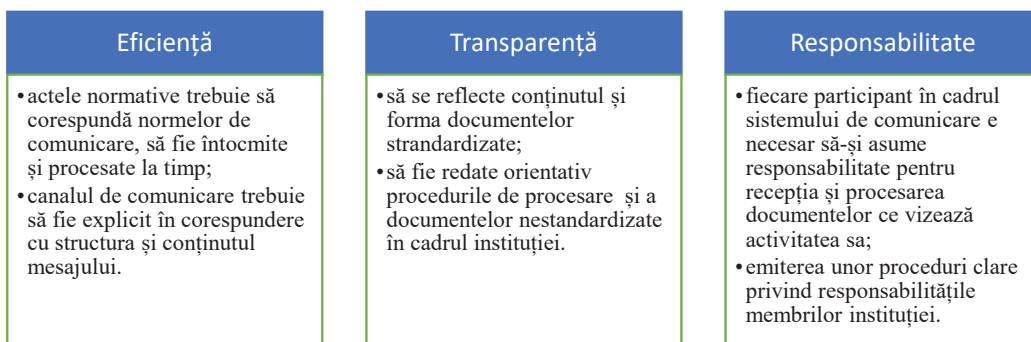 Eficiență
•actele normative trebuie să
corespundă normelor de
comunicare, să fie întocmite
și procesate la timp;
•canalul de comunicare trebuie
să fie explicit în corespundere
cu structura și conținutul
mesajului.
Transparență
•să se reflecte conținutul și
forma documentelor
strandardizate;
•să fie redate orientativ
procedurile de procesare și a
documentelor nestandardizate
în cadrul instituției.
Responsabilitate
•fiecare participant în cadrul
sistemului de comunicare e
necesar să-și asume
responsabilitate pentru
recepția și procesarea
documentelor ce vizează
activitatea sa;
•emiterea unor proceduri clare
privind responsabilitățile
membrilor instituției.